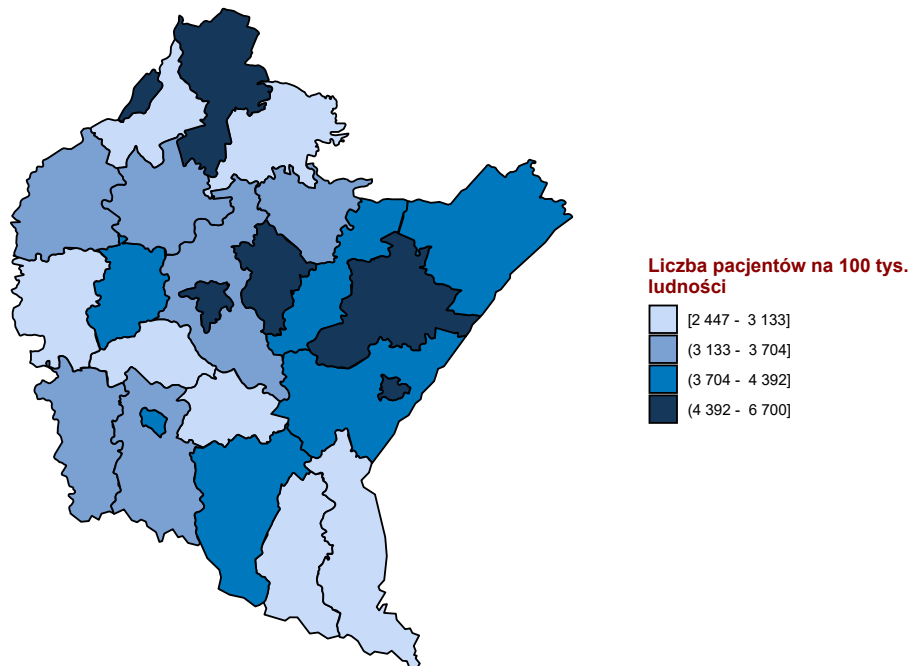 Liczba pacjentów na 100 tys.
ludności
[2 447 - 3 133]
(3 133 - 3 704]
(3 704 - 4 392]
(4 392 - 6 700]